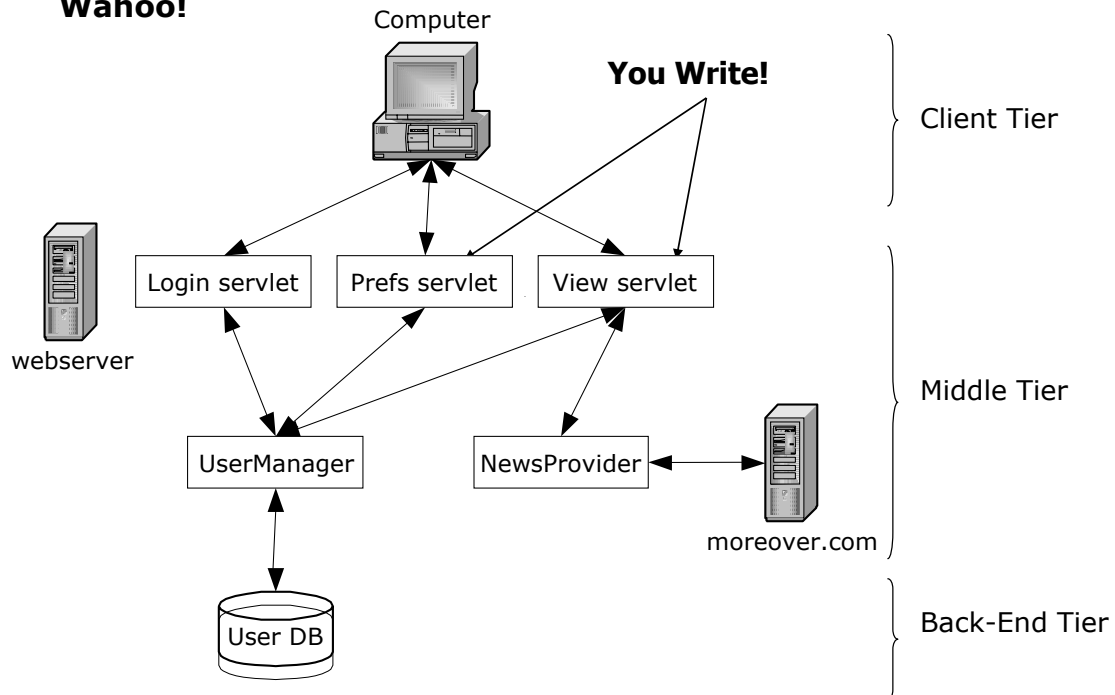 Wahoo!
Computer
You Write!
Client Tier
Login servlet
Prefs servlet
View servlet
webserver
Middle Tier
UserManager
NewsProvider
moreover.com
User DB
Back-End Tier